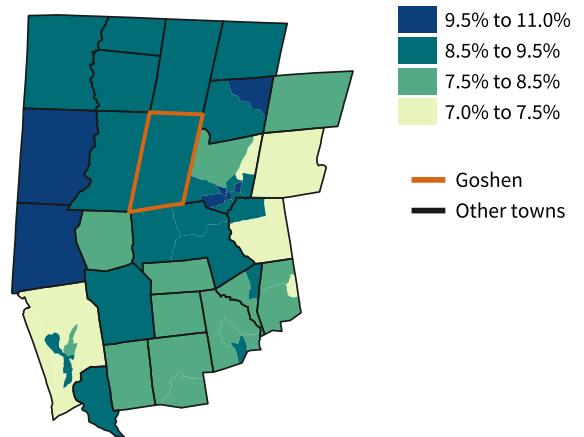 9.5% to 11.0%
8.5% to 9.5%
7.5% to 8.5%
7.0% to 7.5%
Goshen
Other towns